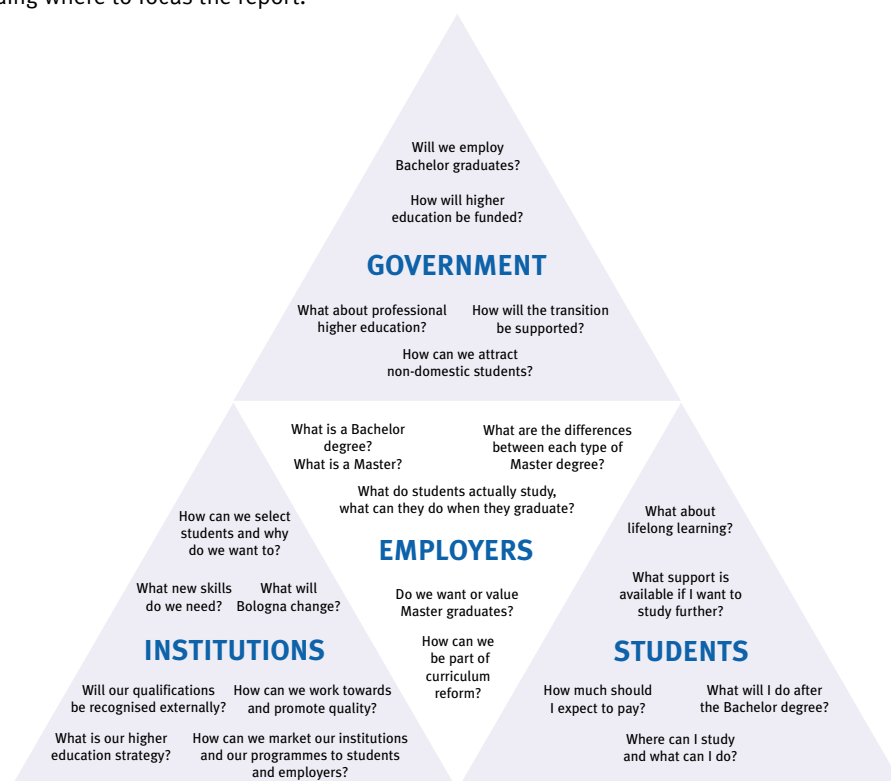 where to focus the report.
Will we employ
Bachelor graduates?
How will higher
education be funded?
GOVERNMENT
What about professional
higher education?
How will the transition
be supported?
How can we attract
non-domestic students?
What is a Bachelor
degree?
What is a Master?
What are the differences
between each type of
Master degree?
What do students actually study,
what can they do when they graduate?
EMPLOYERS
Do we want or value
Master graduates?
How can we
be part of
curriculum
reform?
How can we select
students and why
do we want to?
What new skills
do we need?
What will
Bologna change?
INSTITUTIONS
Will our qualifications
be recognised externally?
How can we work towards
and promote quality?
What is our higher
education strategy?
How can we market our institutions
and our programmes to students
and employers?
What about
lifelong learning?
What support is
available if I want to
study further?
STUDENTS
How much should
I expect to pay?
What will I do after
the Bachelor degree?
Where can I study
and what can I do?